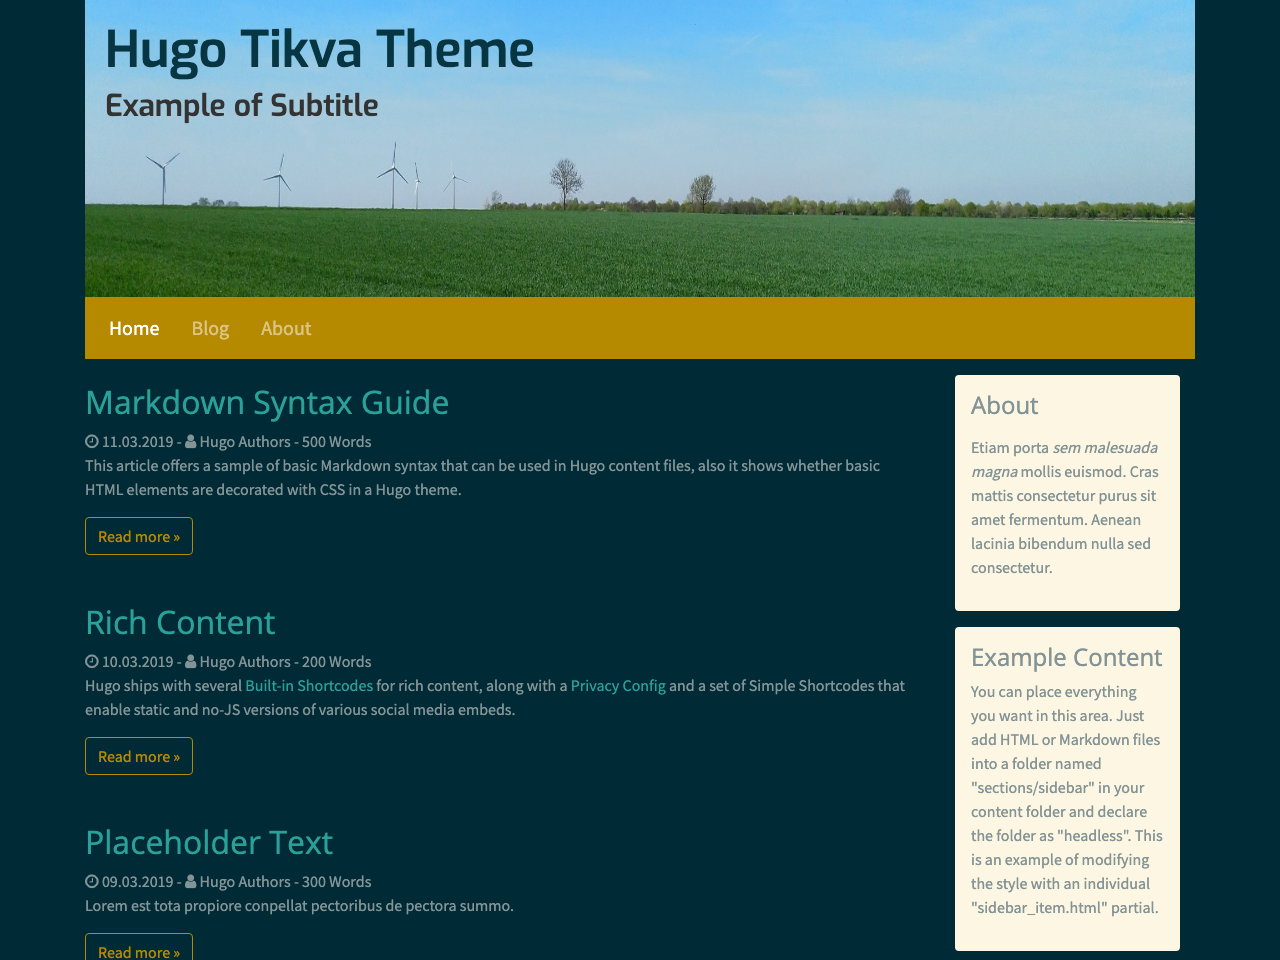 Hugo Tikva Theme
Example of Subtitle
Home Blog About
Markdown Syntax Guide
11.03.2019 - Hugo Authors - 500 Words
This article offers a sample of basic Markdown syntax that can be used in Hugo content files, also it shows whether basic
HTML elements are decorated with CSS in a Hugo theme.
Read more »
Rich Content
10.03.2019 - Hugo Authors - 200 Words
Hugo ships with several Built-in Shortcodes for rich content, along with a Privacy Config and a set of Simple Shortcodes that
enable static and no-JS versions of various social media embeds.
Read more »
Placeholder Text
09.03.2019 - Hugo Authors - 300 Words
Lorem est tota propiore conpellat pectoribus de pectora summo.
Read more »
About
Etiam porta sem malesuada
magna mollis euismod. Cras
mattis consectetur purus sit
amet fermentum. Aenean
lacinia bibendum nulla sed
consectetur.
Example Content
You can place everything
you want in this area. Just
add HTML or Markdown files
into a folder named
"sections/sidebar" in your
content folder and declare
the folder as "headless". This
is an example of modifying
the style with an individual
"sidebar_item.html" partial.